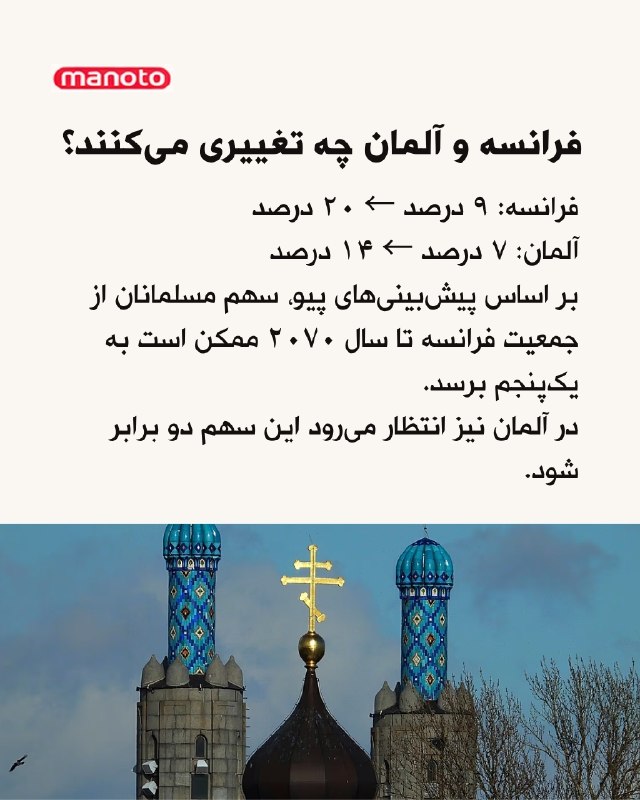 manoto
فرانسه و آلمان چه تغییری می‌کنند؟
فرانسه: ۹ درصد ← ۲۰ درصد
آلمان: ۷ درصد ← ۱۴ درصد
بر اساس پیش‌بینی‌های پیو، سهم مسلمانان از
جمعیت فرانسه تا سال ۲۰۷۰ ممکن است به
یک‌پنجم برسد.
در آلمان نیز انتظار می‌رود این سهم دو برابر
شود.